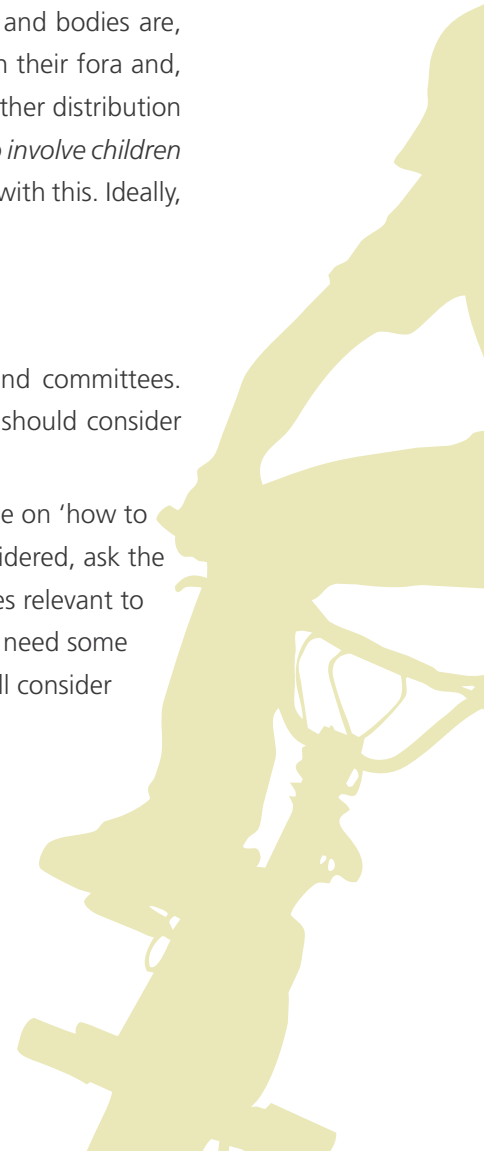 and bodies are,
their fora and,
ther distribution
involve children
with this. Ideally,
nd committees.
should consider
e on ‘how to
idered, ask the
es relevant to
need some
ll consider